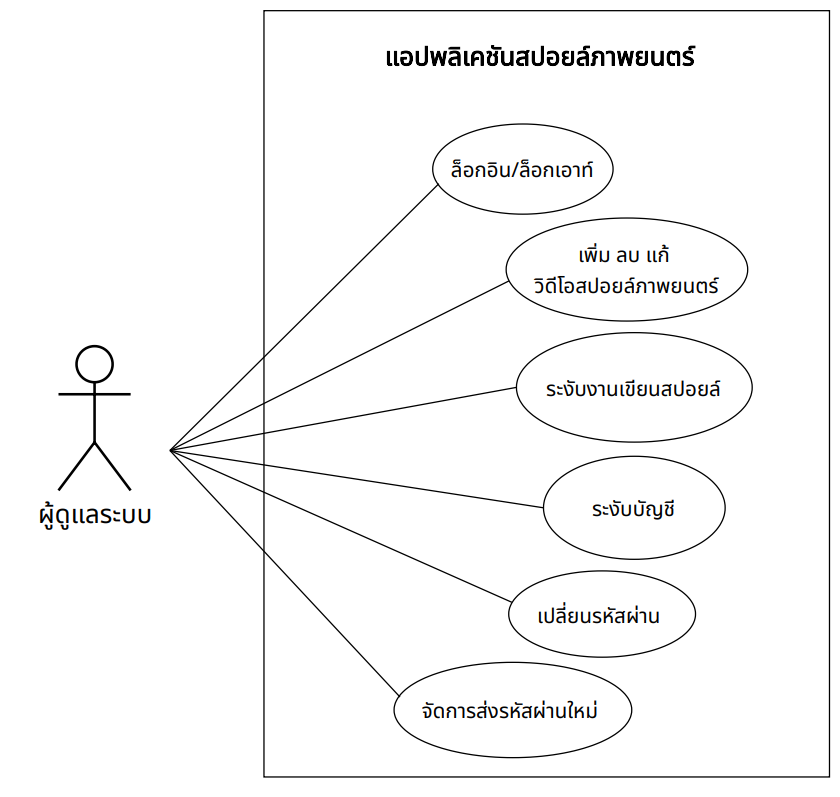 แอปพลิเคชันสปอยล์ภาพยนตร์
ล็อกอิน/ล็อกเอาท์
เพิ่ม ลบ แก้
วิดีโอสปอยล์ภาพยนตร์
ระงับงานเขียนสปอยล์
ระงับบัญชี
ผู้ดูแลระบบ
เปลี่ยนรหัสผ่าน
จัดการส่งรหัสผ่านใหม่